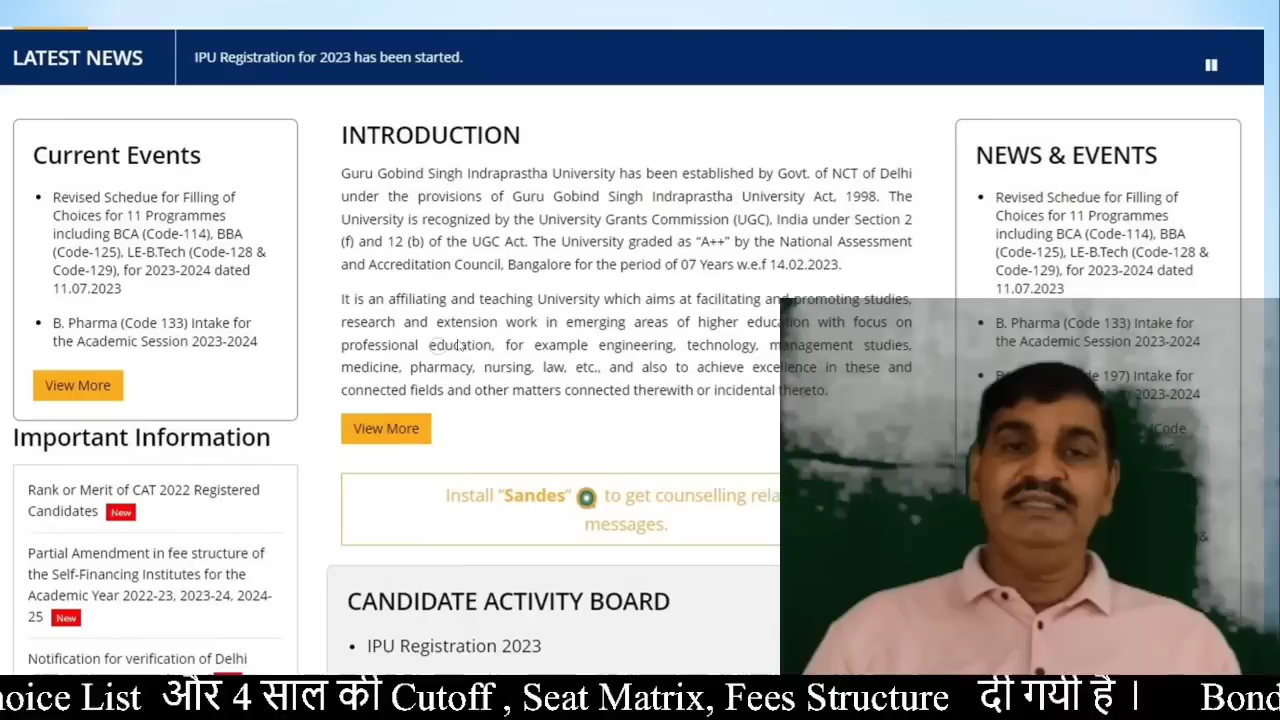 LATEST NEWS
IPU Registration for 2023 has been started.
Current Events
Revised Schedue for Filling of
Choices for 11 Programmes
including BCA (Code-114), BBA
(Code-125), LE-B.Tech (Code-128 &
Code-129), for 2023-2024 dated
11.07.2023
B. Pharma (Code 133) Intake for
the Academic Session 2023-2024
View More
Important Information
Rank or Merit of CAT 2022 Registered
Candidates New
Partial Amendment in fee structure of
the Self-Financing Institutes for the
Academic Year 2022-23, 2023-24, 2024-
25 New
Notification for verification of Delhi
INTRODUCTION
Guru Gobind Singh Indraprastha University has been established by Govt. of NCT of Delhi
under the provisions of Guru Gobind Singh Indraprastha University Act, 1998. The
University is recognized by the University Grants Commission (UGC), India under Section 2
(f) and 12 (b) of the UGC Act. The University graded as “A++” by the National Assessment
and Accreditation Council, Bangalore for the period of 07 Years w.e.f 14.02.2023.
It is an affiliating and teaching University which aims at facilitating and promoting studies,
research and extension work in emerging areas of higher education with focus on
professional education, for example engineering, technology, management studies,
medicine, pharmacy, nursing, law, etc., and also to achieve excellence in these and
connected fields and other matters connected therewith or incidental thereto.
View More
Install “Sandes” to get counselling rela
messages.
CANDIDATE ACTIVITY BOARD
IPU Registration 2023
NEWS & EVENTS
Revised Schedue for Filling of
Choices for 11 Programmes
including BCA (Code-114), BBA
(Code-125), LE-B.Tech (Code-128 &
Code-129), for 2023-2024 dated
11.07.2023
B. Pharma (Code 133) Intake for
the Academic Session 2023-2024
197) Intake for
2023-2024
hoice List और 4 साल की Cutoff , Seat Matrix, Fees Structure दी गयी है । Bond